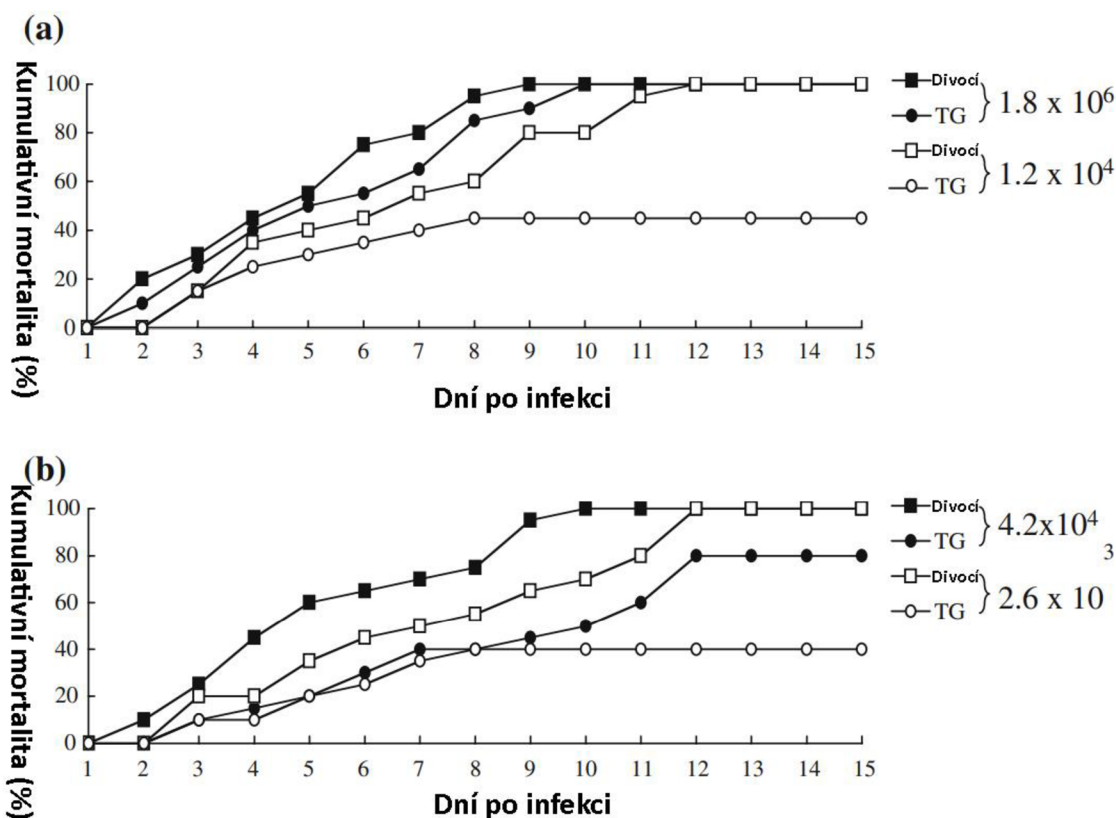 (a)
Kumulativní mortalita (%)
100
80
60
40
20
0
1 2 3 4 5 6 7 8 9 10 11 12 13 14 15
Dní po infekci
Divocí
TG
1.8 x 10⁶
Divocí
TG
1.2 x 10⁴
(b)
Kumulativní mortalita (%)
100
80
60
40
20
0
1 2 3 4 5 6 7 8 9 10 11 12 13 14 15
Dní po infekci
Divocí
TG
4.2x10⁴
3
Divocí
TG
2.6 x 10